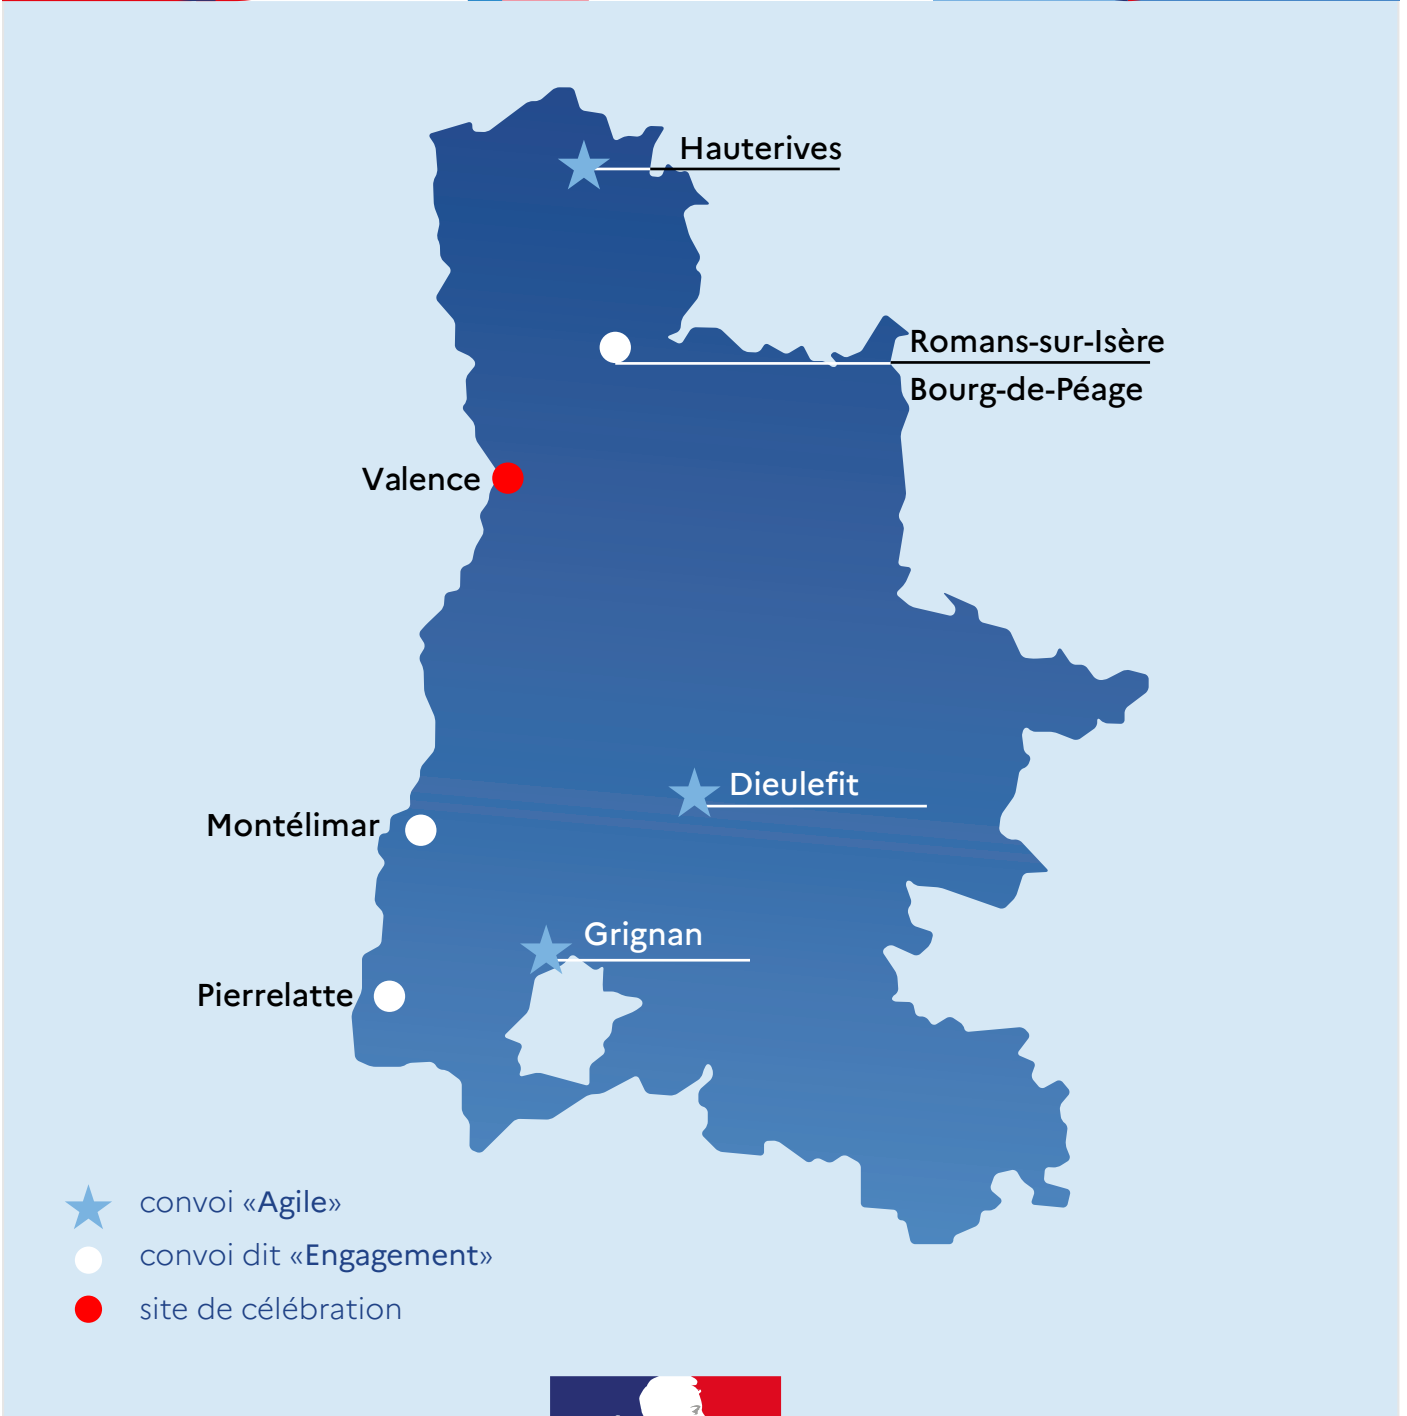 Hauterives
Romans-sur-Isère
Bourg-de-Péage
Valence
Dieulefit
Montélimar
Grignan
Pierrelatte
convoi «Agile»
convoi dit «Engagement»
site de célébration